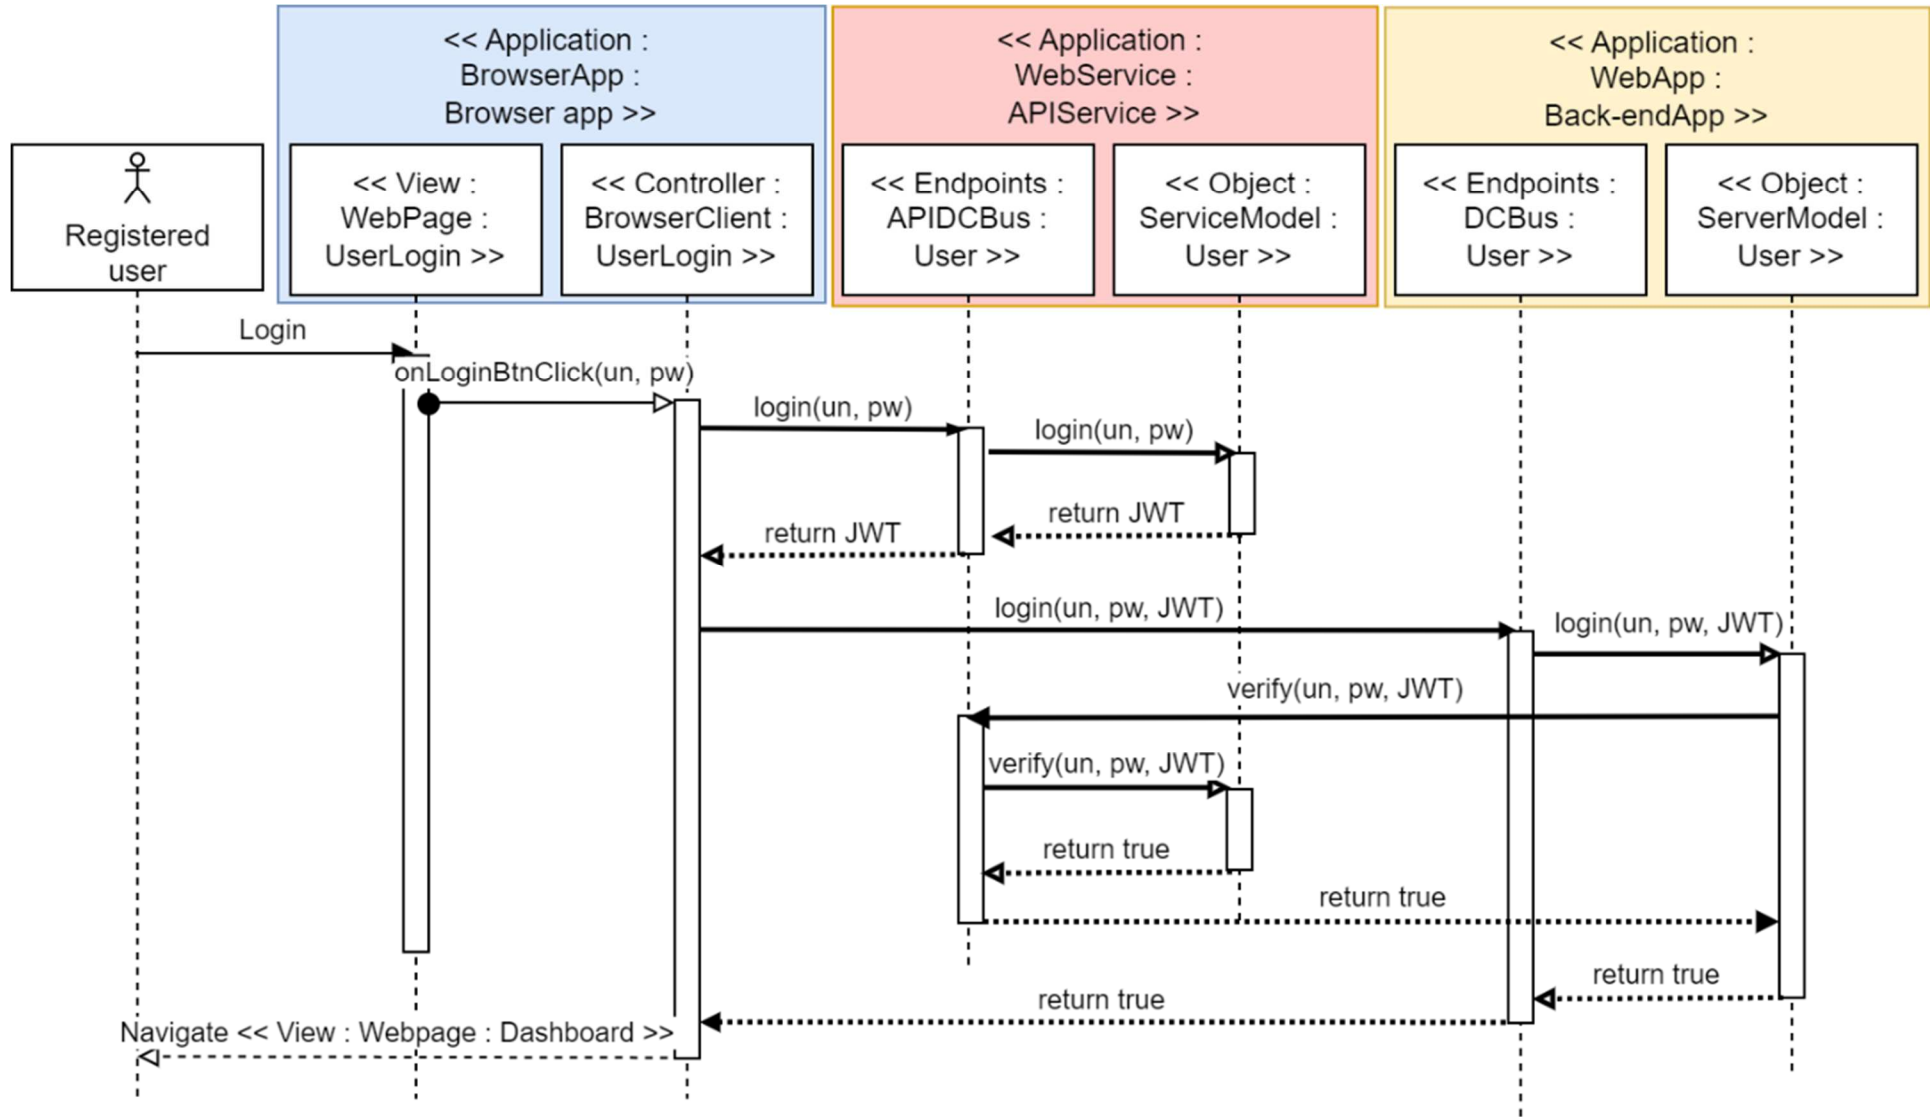 << Application :
BrowserApp :
Browser app >>
<< Application :
WebService :
APIService >>
<< Application :
WebApp :
Back-endApp >>
Registered
user
<< View :
WebPage :
UserLogin >>
<< Controller :
BrowserClient :
UserLogin >>
<< Endpoints :
APIDCBus :
User >>
<< Object :
ServiceModel :
User >>
<< Endpoints :
DCBus :
User >>
<< Object :
ServerModel :
User >>
Login
onLoginBtnClick(un, pw)
login(un, pw)
login(un, pw)
return JWT
return JWT
login(un, pw, JWT)
login(un, pw, JWT)
verify(un, pw, JWT)
verify(un, pw, JWT)
return true
return true
return true
return true
Navigate << View : Webpage : Dashboard >>